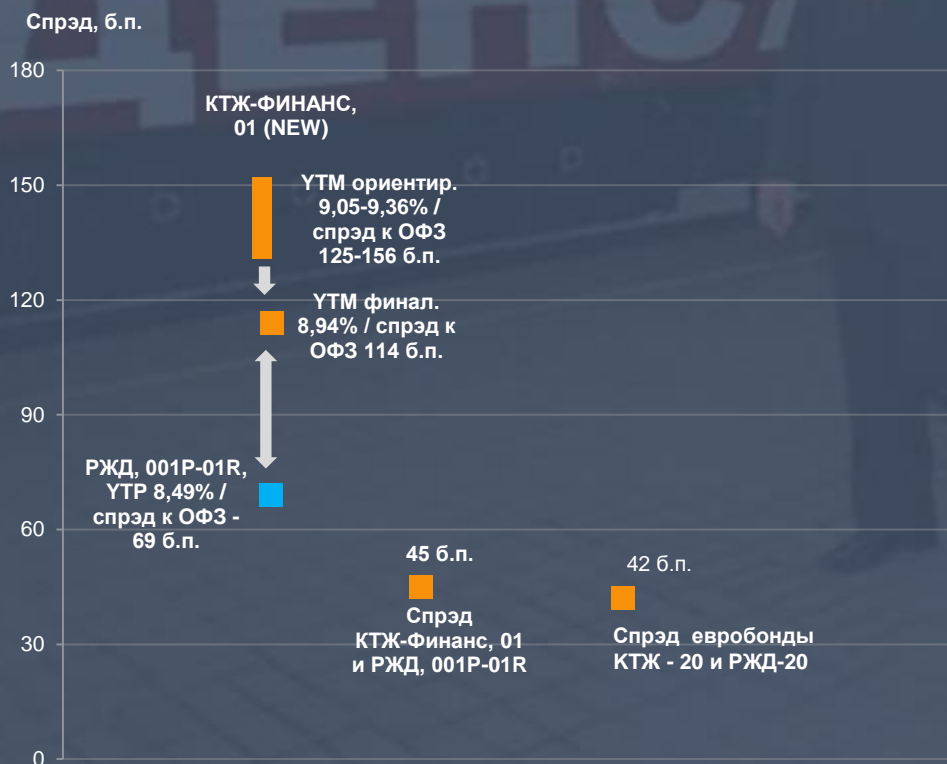 Спрэд, б.п.
180
КТЖ-ФИНАНС,
01 (NEW)
150
YTM ориентир.
9,05-9,36% /
спрэд к ОФЗ
125-156 б.п.
120
YTM финал.
8,94% / спрэд к
ОФЗ 114 б.п.
90
РЖД, 001P-01R,
YTP 8,49% /
спрэд к ОФЗ -
69 б.п.
60
45 б.п.
42 б.п.
Спрэд
КТЖ-Финанс, 01
и РЖД, 001P-01R
Спрэд евробонды
КТЖ - 20 и РЖД-20
30
0